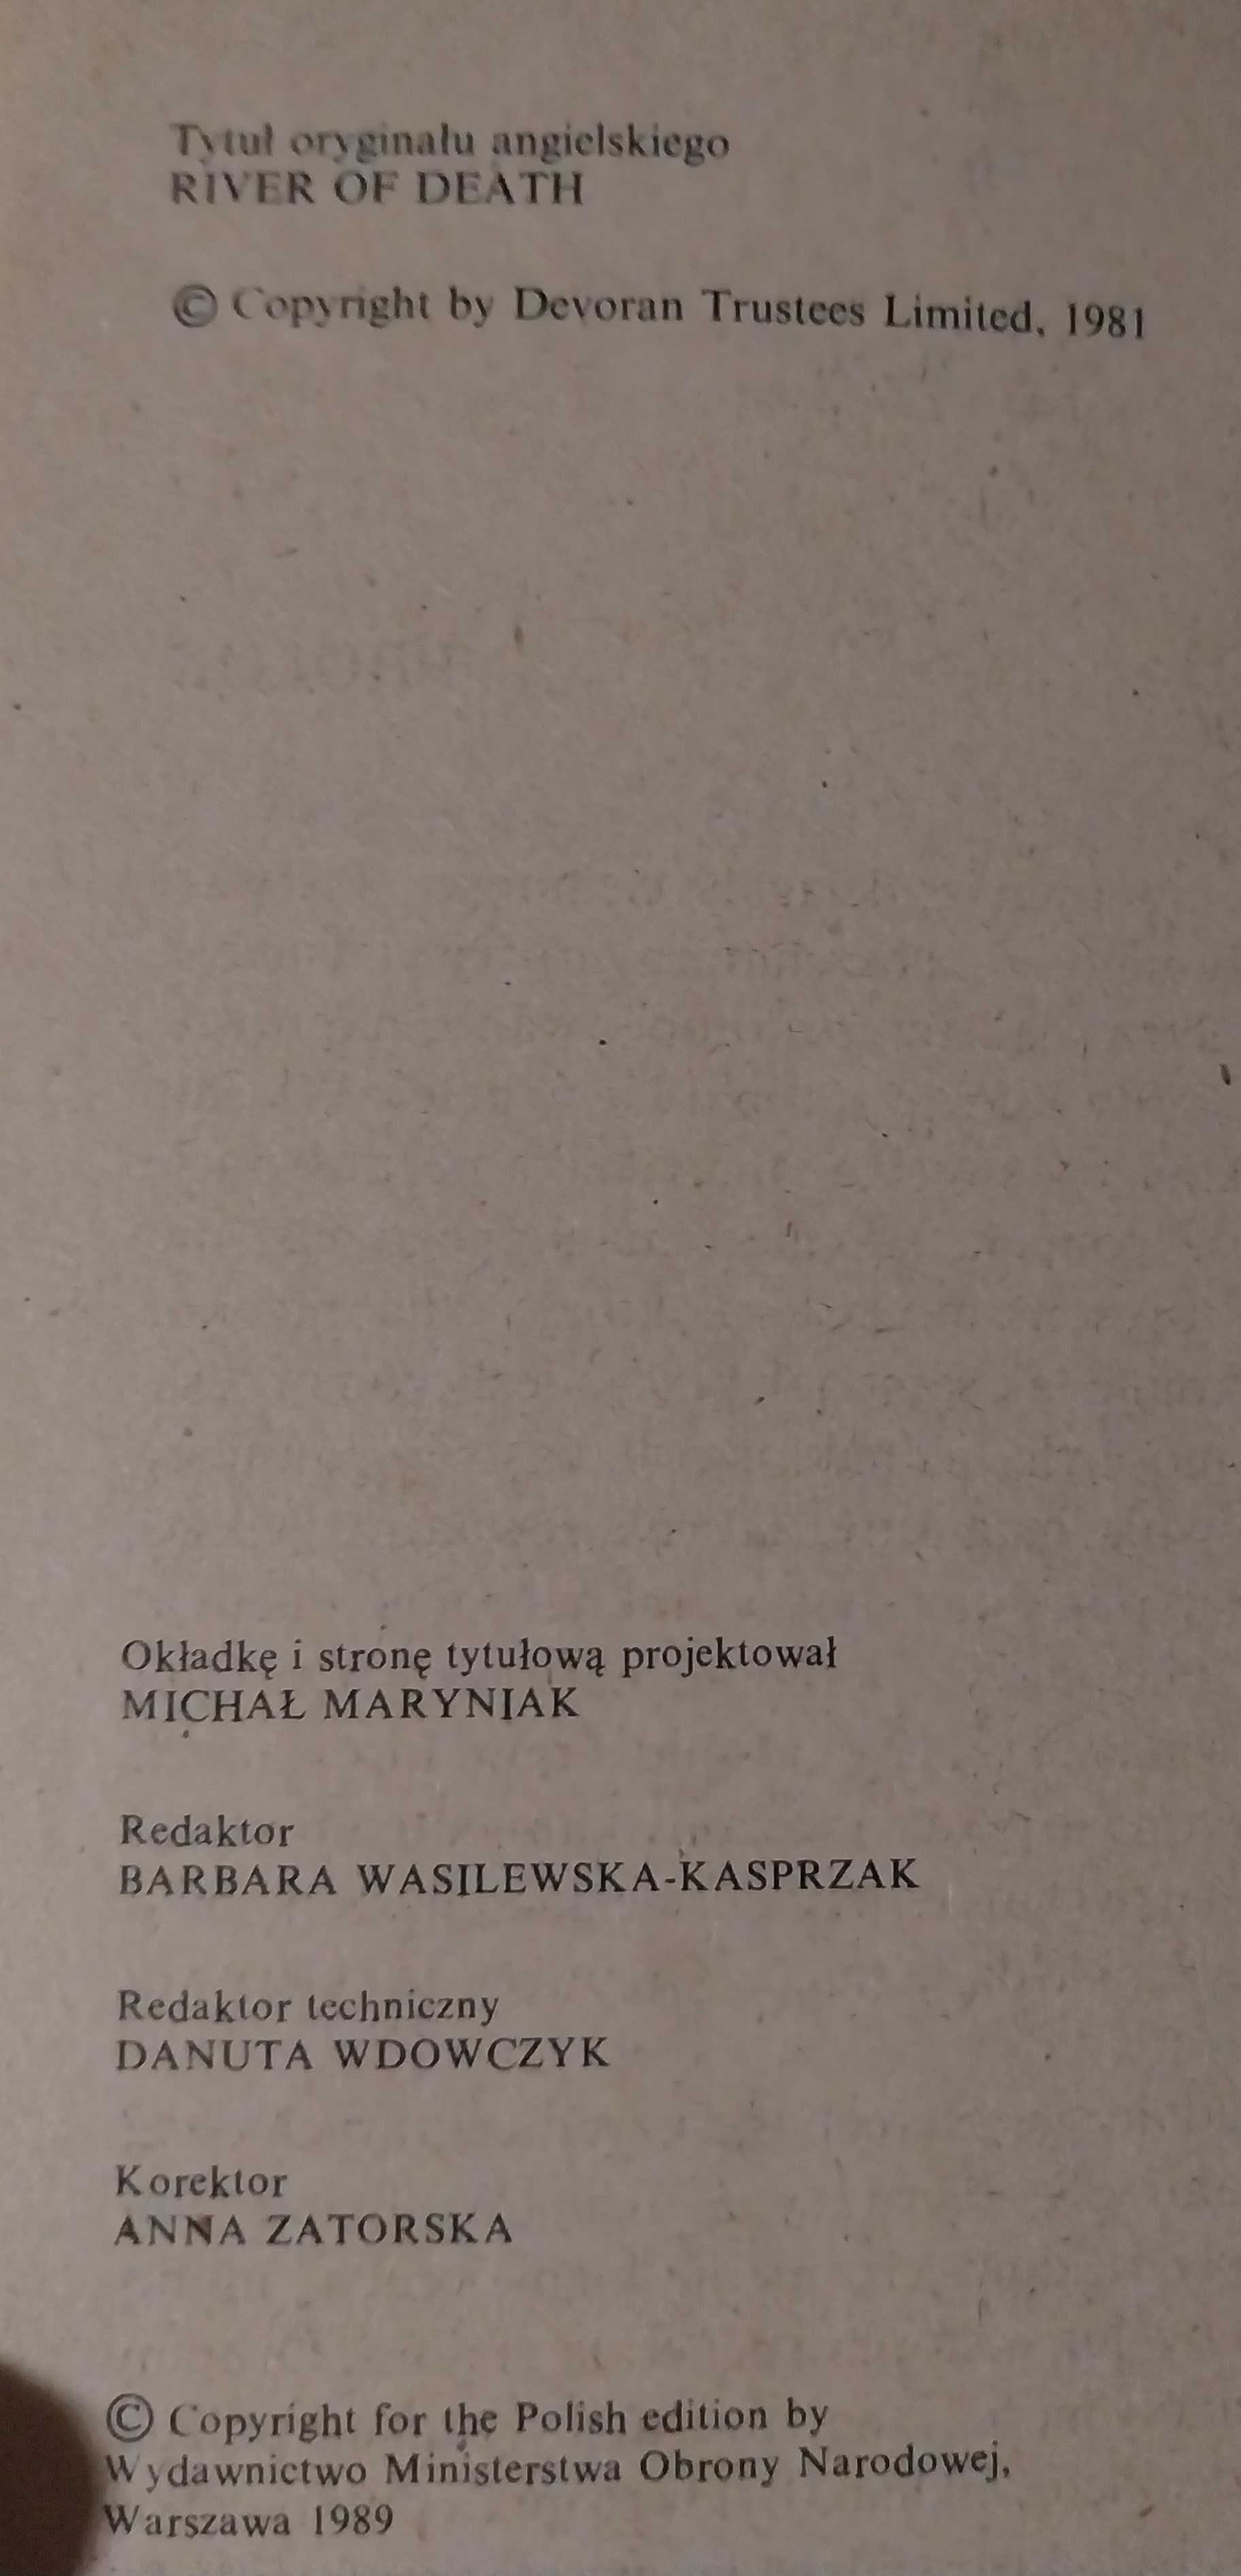 Tytuł oryginału angielskiego
RIVER OF DEATH
© Copyright by Devoran Trustees Limited, 1981
Okładkę i stronę tytułową projektował
MICHAŁ MARYNIAK
Redaktor
BARBARA WASILEWSKA-KASPRZAK
Redaktor techniczny
DANUTA WDOWCZYK
Korektor
ANNA ZATORSKA
© Copyright for the Polish edition by
Wydawnictwo Ministerstwa Obrony Narodowej,
Warszawa 1989